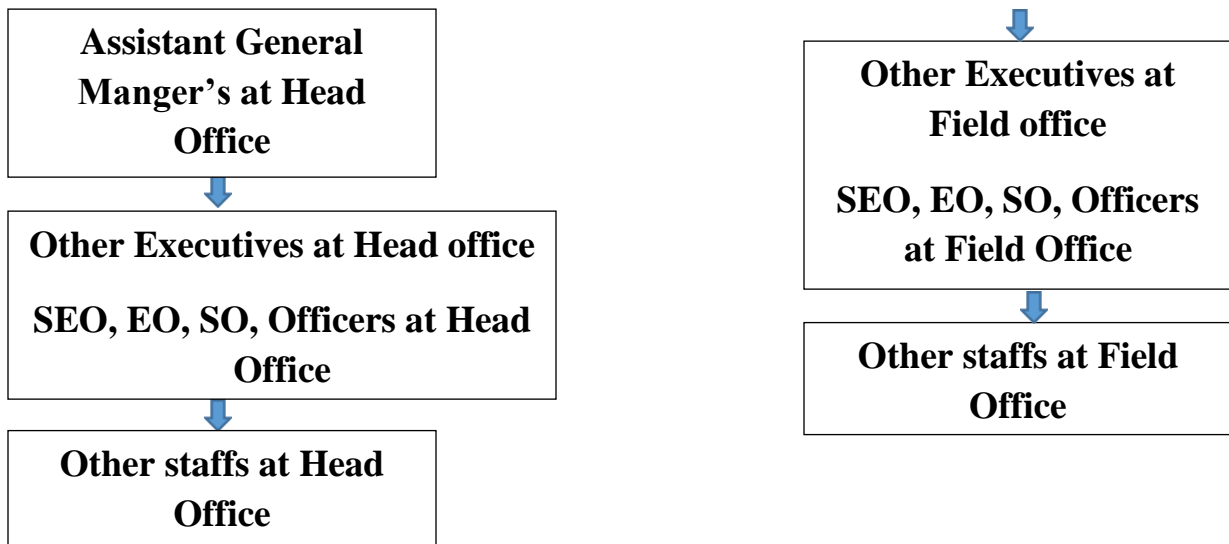 Assistant General
Manger’s at Head
Office
Other Executives at Head office
SEO, EO, SO, Officers at Head
Office
Other staffs at Head
Office
Other Executives at
Field office
SEO, EO, SO, Officers
at Field Office
Other staffs at Field
Office